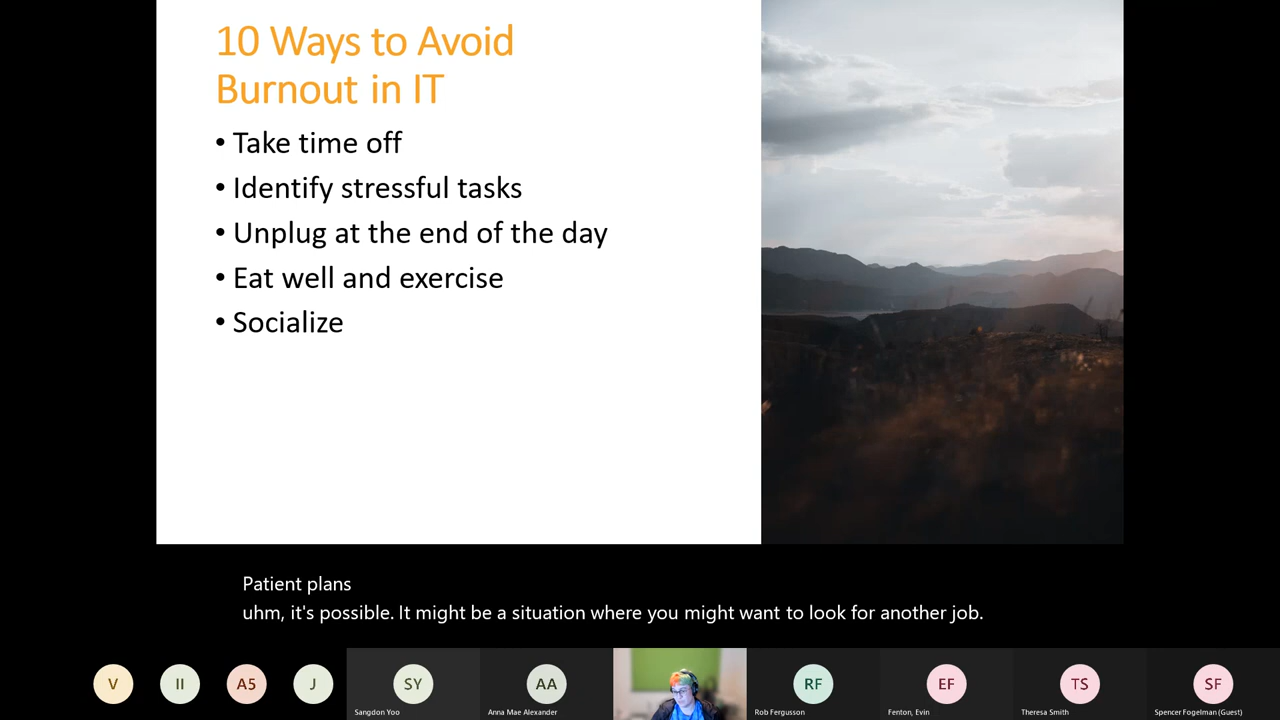 10 Ways to Avoid
Burnout in IT
• Take time off
• Identify stressful tasks
• Unplug at the end of the day
• Eat well and exercise
• Socialize
Patient plans
uhm, it's possible. It might be a situation where you might want to look for another job.
V
II
A5
J
SY
AA
RF
EF
TS
SF
Sangdon Yoo
Anna Mae Alexander
Rob Fergusson
Fenton, Evin
Theresa Smith
Spencer Fogelman (Guest)